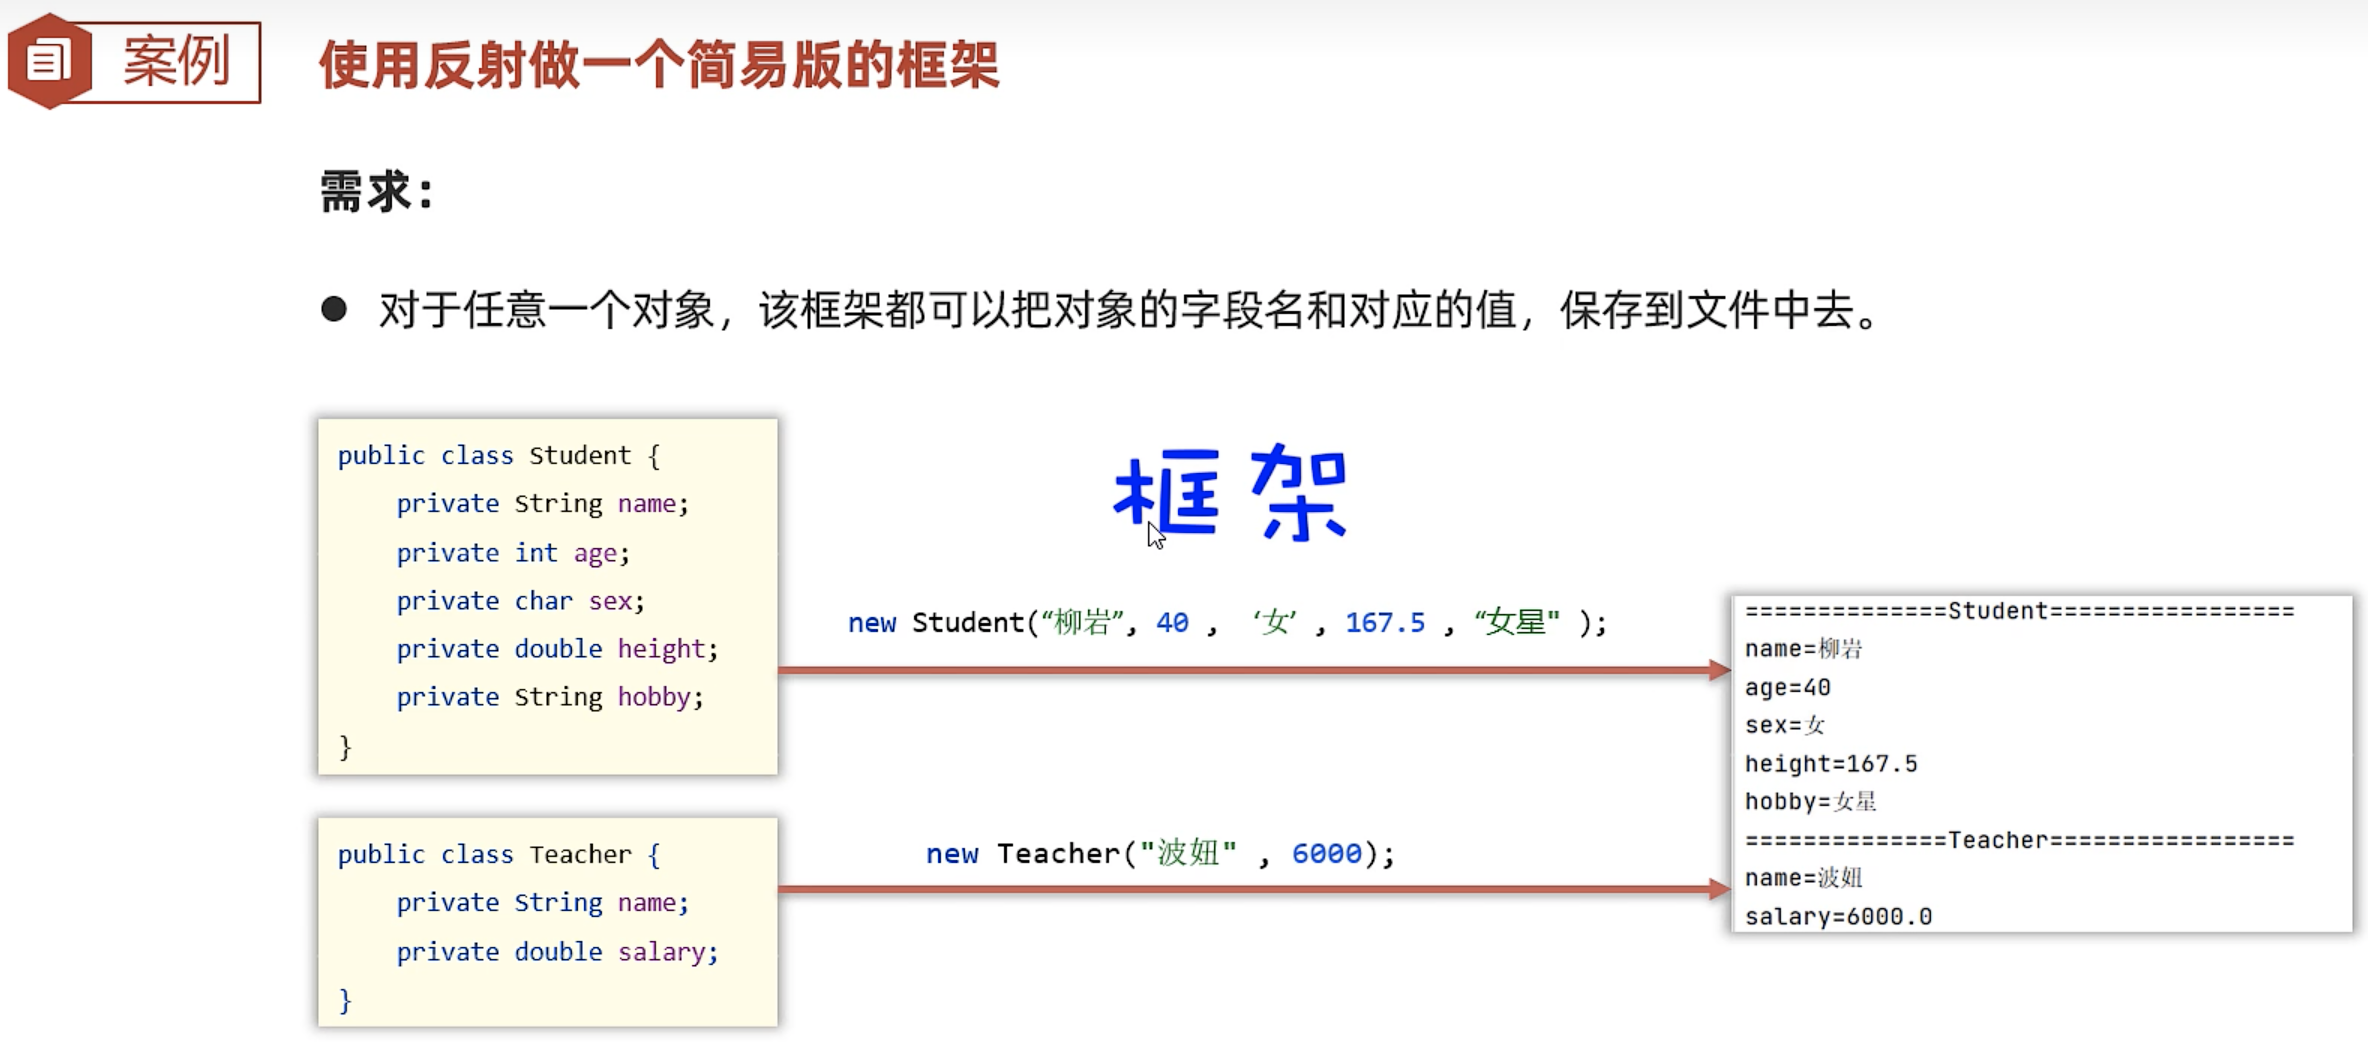 案例
使用反射做一个简易版的框架
需求：
● 对于任意一个对象，该框架都可以把对象的字段名和对应的值，保存到文件中去。
public class Student {
private String name;
private int age;
private char sex;
private double height;
private String hobby;
}
框架
new Student(“柳岩”, 40 , ‘女’ , 167.5 , “女星" );
==============Student=================
name=柳岩
age=40
sex=女
height=167.5
hobby=女星
==============Teacher=================
name=波妞
salary=6000.0
public class Teacher {
private String name;
private double salary;
}
new Teacher("波妞" , 6000);